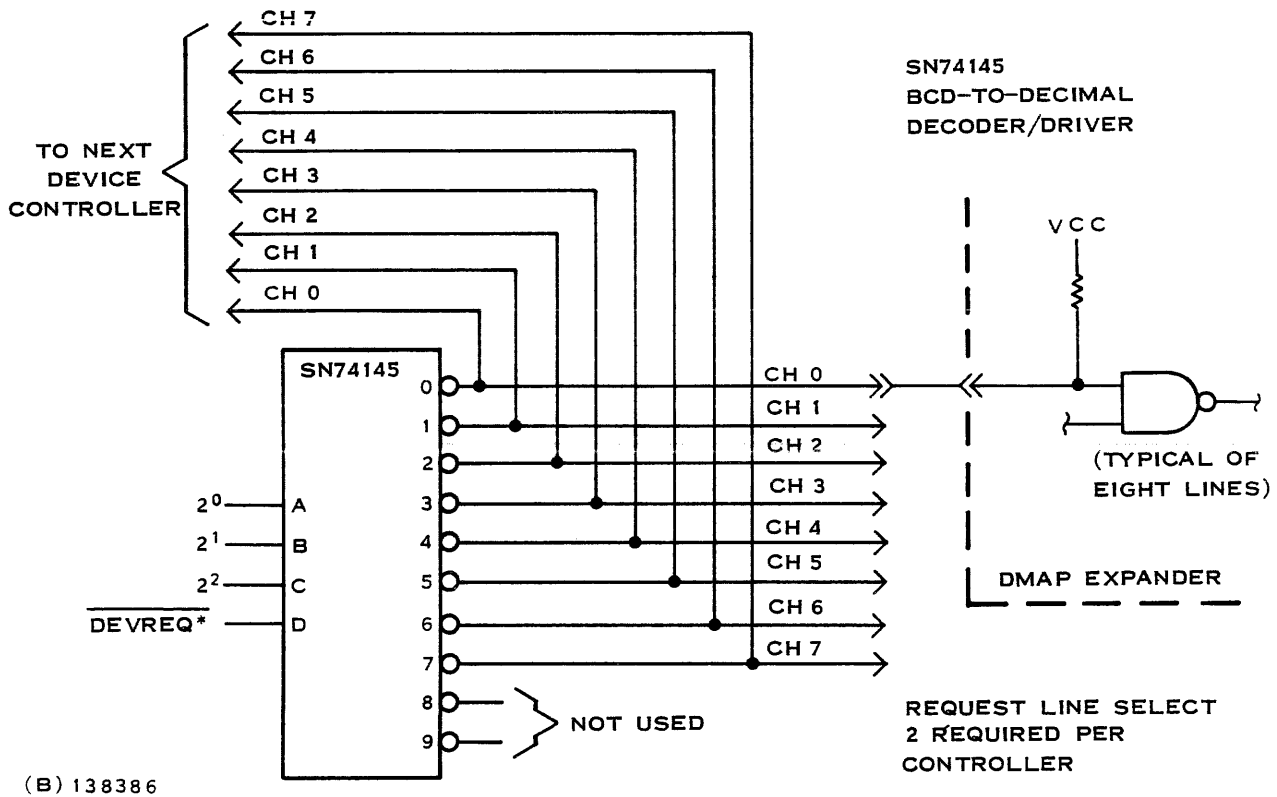 CH 7
CH 6
CH 5
CH 4
CH 3
CH 2
CH 1
CH 0
TO NEXT
DEVICE
CONTROLLER
SN74145
BCD-TO-DECIMAL
DECODER/DRIVER
VCC
SN74145
0
1
2
3
4
5
6
7
8
9
2⁰
A
2¹
B
2²
C
DEVREQ*
D
CH 0
CH 1
CH 2
CH 3
CH 4
CH 5
CH 6
CH 7
(TYPICAL OF
EIGHT LINES)
DMAP EXPANDER
NOT USED
REQUEST LINE SELECT
2 REQUIRED PER
CONTROLLER
(B) 138386